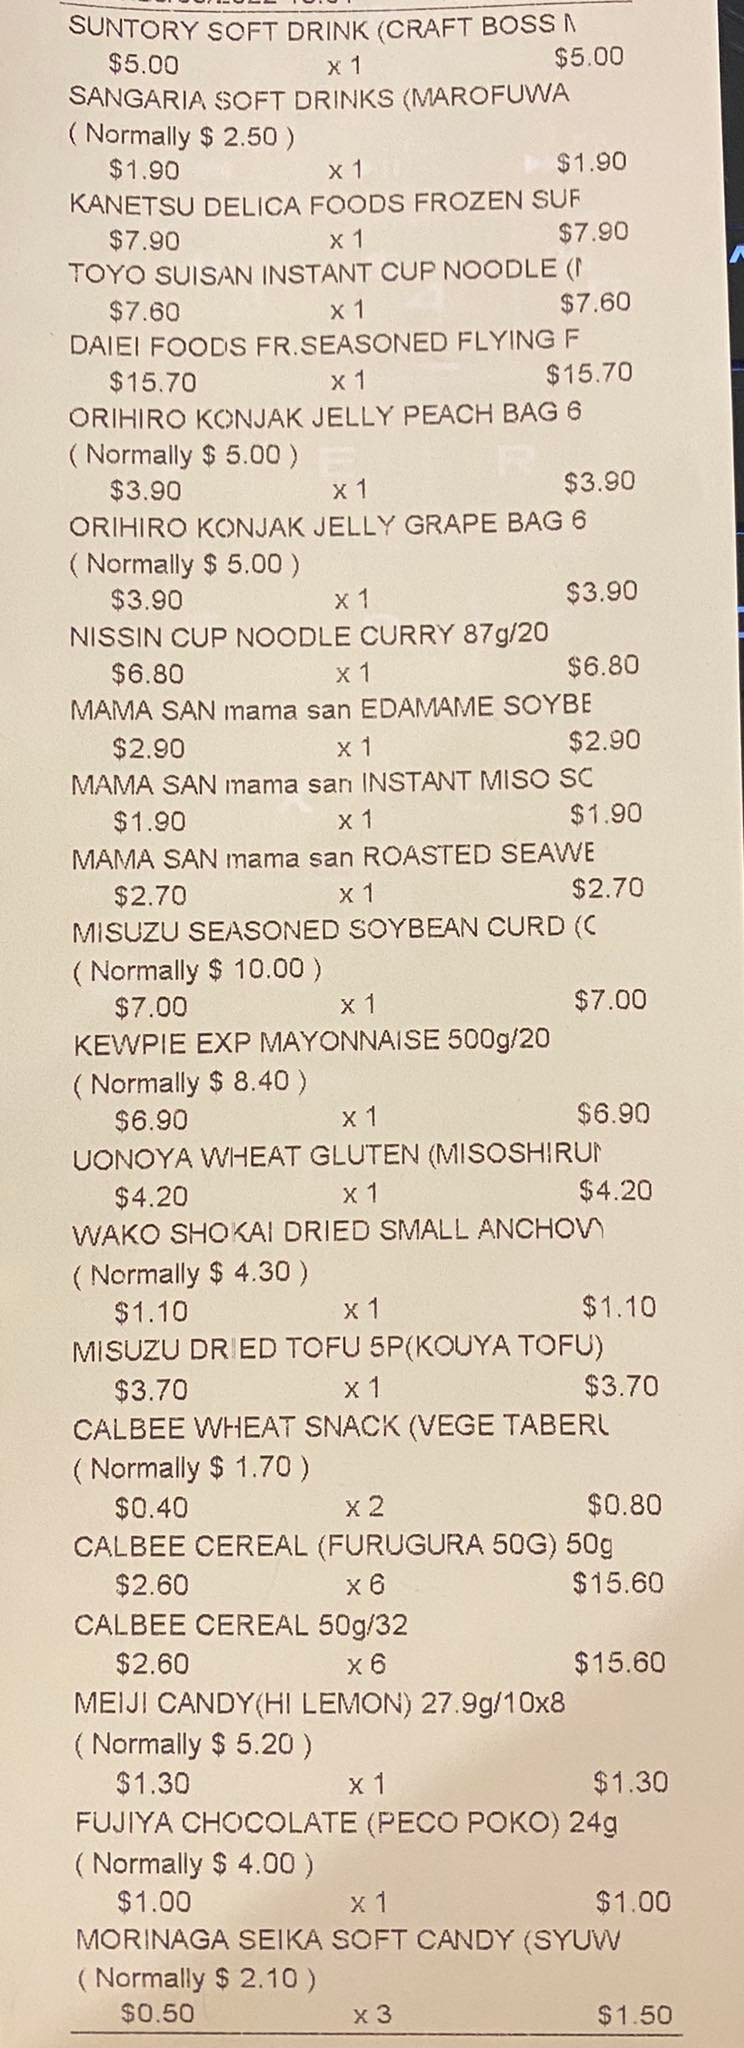 SUNTORY SOFT DRINK (CRAFT BOSS
$5.00 x 1 $5.00
SANGARIA SOFT DRINKS (MAROFUWA
( Normally $ 2.50 )
$1.90 x 1 $1.90
KANETSU DELICA FOODS FROZEN SUF
$7.90 x 1 $7.90
TOYO SUISAN INSTANT CUP NOODLE (
$7.60 x 1 $7.60
DAIEI FOODS FR.SEASONED FLYING F
$15.70 x 1 $15.70
ORIHIRO KONJAK JELLY PEACH BAG 6
( Normally $ 5.00 )
$3.90 x 1 $3.90
ORIHIRO KONJAK JELLY GRAPE BAG 6
( Normally $ 5.00 )
$3.90 x 1 $3.90
NISSIN CUP NOODLE CURRY 87g/20
$6.80 x 1 $6.80
MAMA SAN mama san EDAMAME SOYBE
$2.90 x 1 $2.90
MAMA SAN mama san INSTANT MISO SC
$1.90 x 1 $1.90
MAMA SAN mama san ROASTED SEAWE
$2.70 x 1 $2.70
MISUZU SEASONED SOYBEAN CURD (C
( Normally $ 10.00 )
$7.00 x 1 $7.00
KEWPIE EXP MAYONNAISE 500g/20
( Normally $ 8.40 )
$6.90 x 1 $6.90
UONOYA WHEAT GLUTEN (MISOSHIRU
$4.20 x 1 $4.20
WAKO SHOKAI DRIED SMALL ANCHOVY
( Normally $ 4.30 )
$1.10 x 1 $1.10
MISUZU DRIED TOFU 5P(KOUYA TOFU)
$3.70 x 1 $3.70
CALBEE WHEAT SNACK (VEGE TABERU
( Normally $ 1.70 )
$0.40 x 2 $0.80
CALBEE CEREAL (FURUGURA 50G) 50g
$2.60 x 6 $15.60
CALBEE CEREAL 50g/32
$2.60 x 6 $15.60
MEIJI CANDY(HI LEMON) 27.9g/10x8
( Normally $ 5.20 )
$1.30 x 1 $1.30
FUJIYA CHOCOLATE (PECO POKO) 24g
( Normally $ 4.00 )
$1.00 x 1 $1.00
MORINAGA SEIKA SOFT CANDY (SYUW
( Normally $ 2.10 )
$0.50 x 3 $1.50